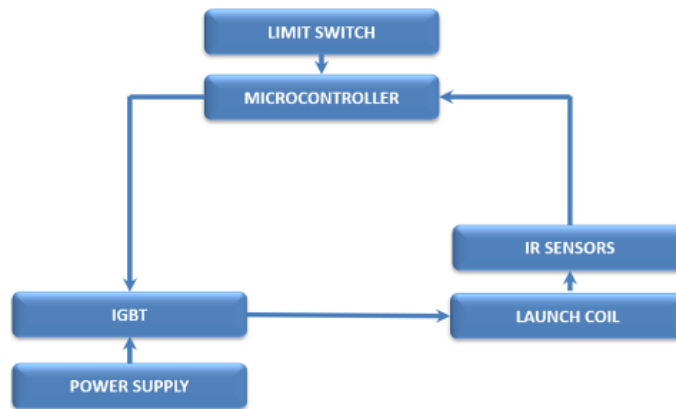 LIMIT SWITCH
MICROCONTROLLER
IR SENSORS
IGBT
LAUNCH COIL
POWER SUPPLY